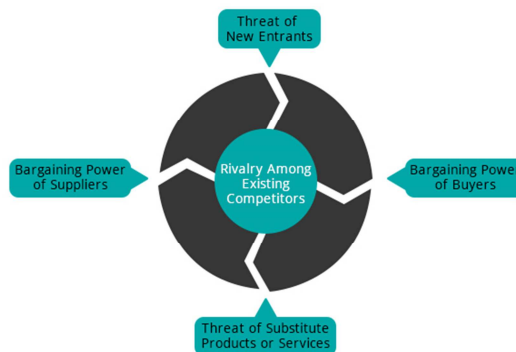 Threat of
New Entrants
Bargaining Power
of Suppliers
Rivalry Among
Existing
Competitors
Bargaining Power
of Buyers
Threat of Substitute
Products or Services